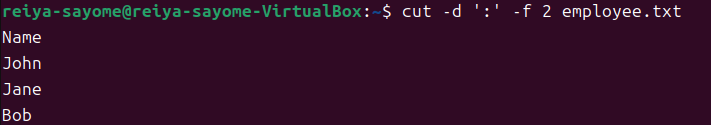 reiya-sayome@reiya-sayome-VirtualBox:~$ cut -d ':' -f 2 employee.txt
Name
John
Jane
Bob